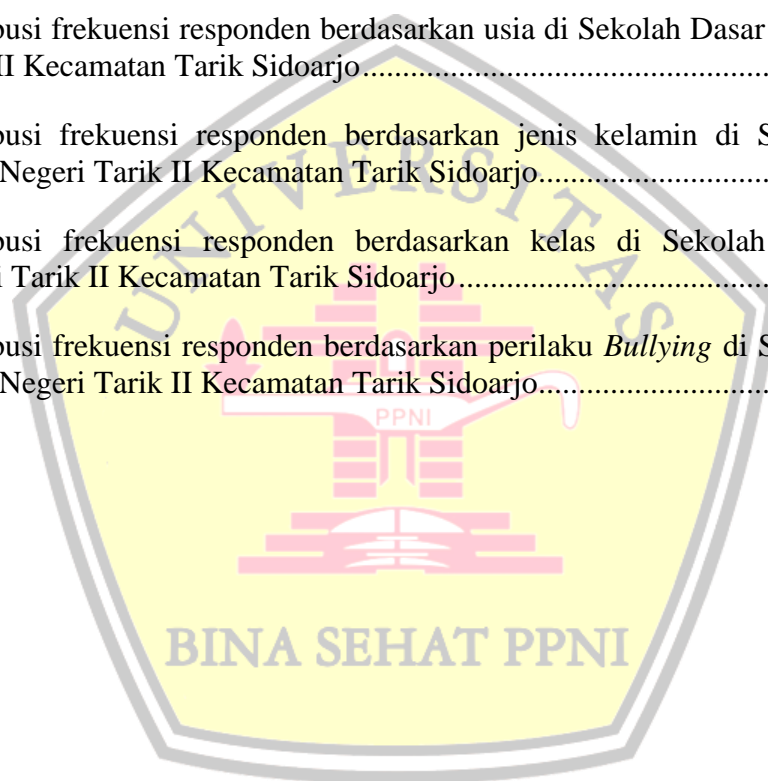 busi frekuensi responden berdasarkan usia di Sekolah Dasar
II Kecamatan Tarik Sidoarjo....................................................
busi frekuensi responden berdasarkan jenis kelamin di S
Negeri Tarik II Kecamatan Tarik Sidoarjo.............................
busi frekuensi responden berdasarkan kelas di Sekolah
i Tarik II Kecamatan Tarik Sidoarjo.......................................
busi frekuensi responden berdasarkan perilaku Bullying di S
Negeri Tarik II Kecamatan Tarik Sidoarjo.............................
UNIVERSITAS
PPNI
BINA SEHAT PPNI